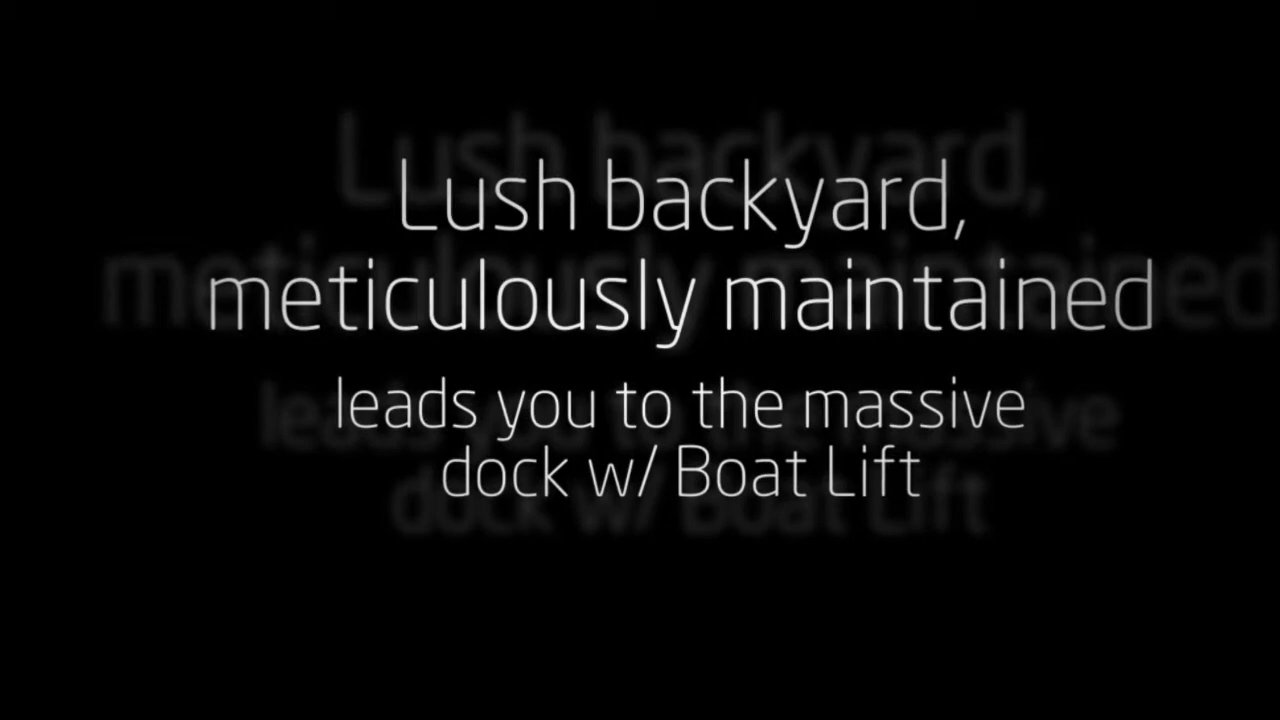 Lush backyard,
meticulously maintained
leads you to the massive
dock w/ Boat Lift